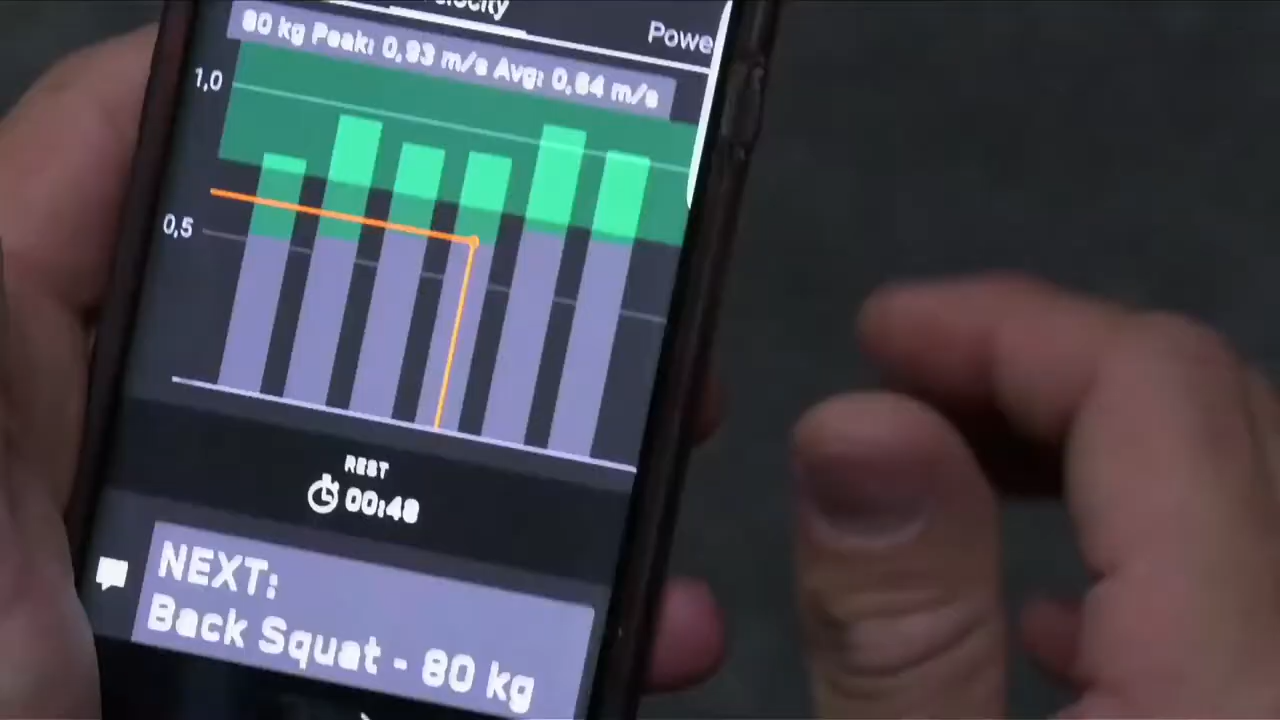 Powe
80 kg Peak: 0,93 m/s Avg: 0,84 m/s
1,0
0,5
REST
00:48
NEXT:
Back Squat - 80 kg